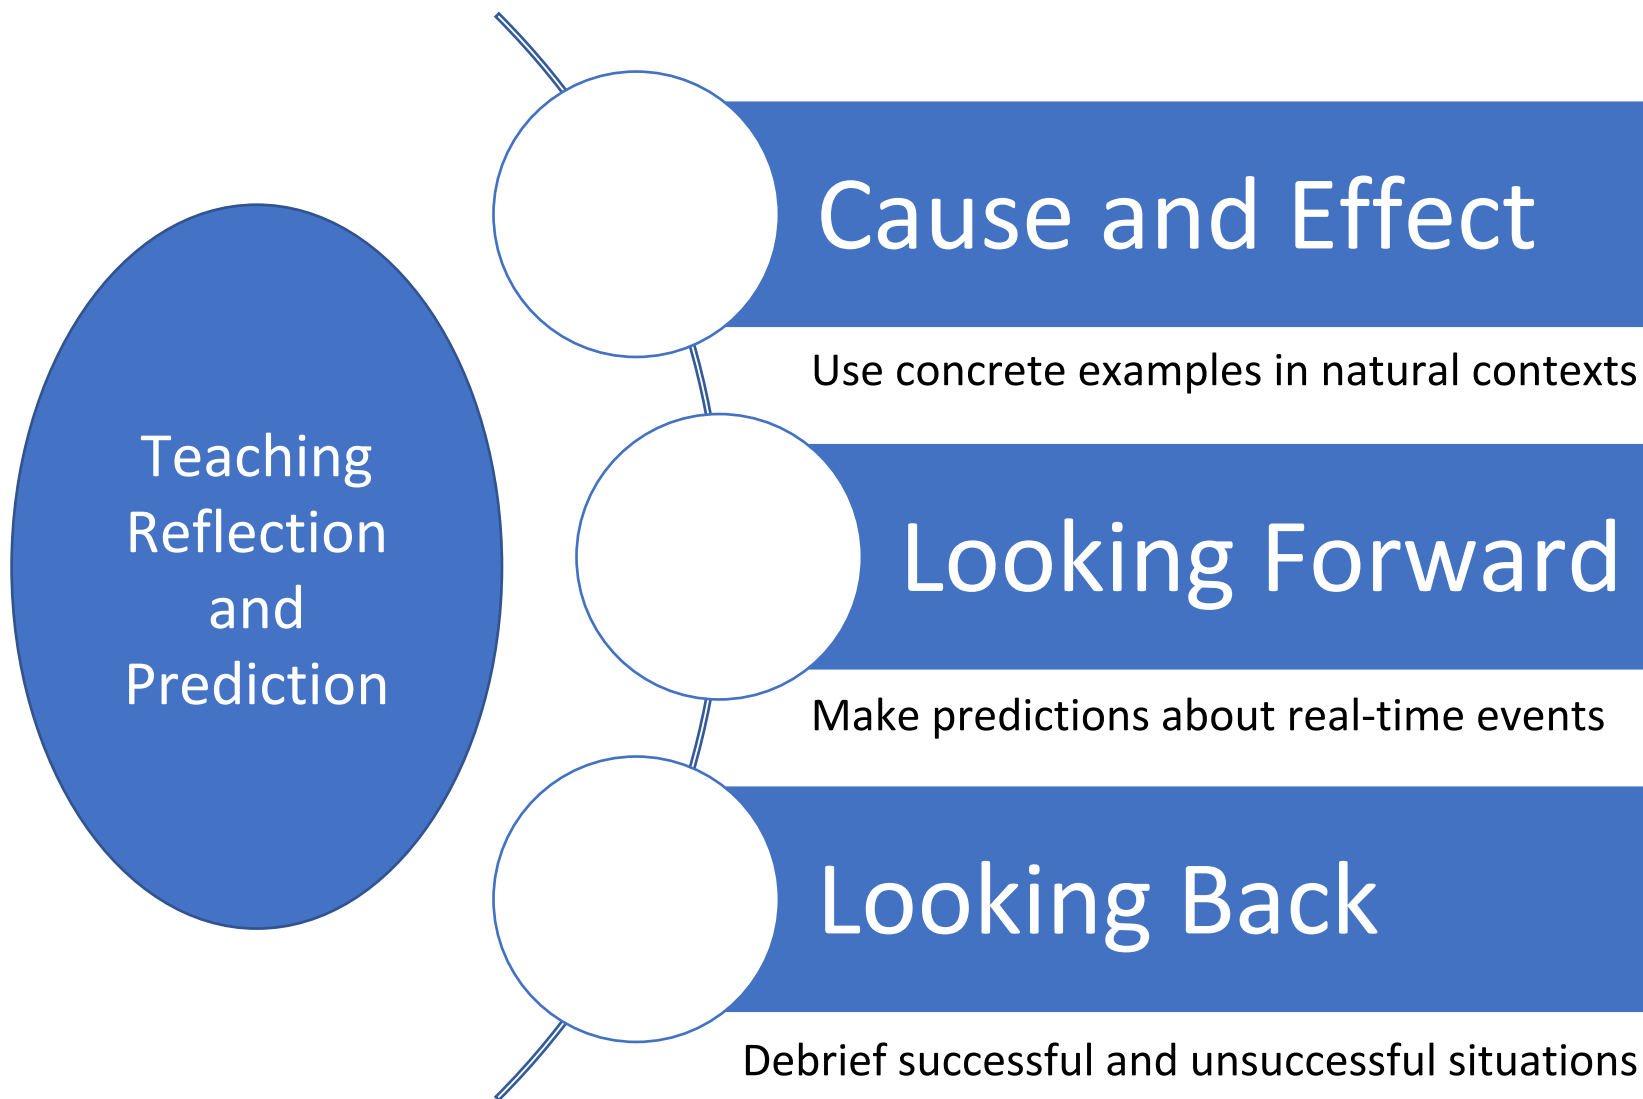 Teaching
Reflection
and
Prediction
Cause and Effect
Use concrete examples in natural contexts
Looking Forward
Make predictions about real-time events
Looking Back
Debrief successful and unsuccessful situations